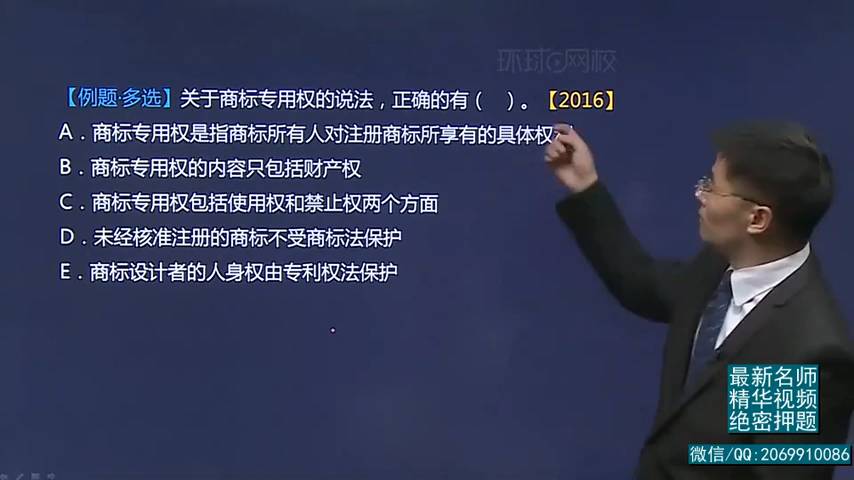 环球网校
【例题·多选】关于商标专用权的说法，正确的有（　）。【2016】
A．商标专用权是指商标所有人对注册商标所享有的具体权
B．商标专用权的内容只包括财产权
C．商标专用权包括使用权和禁止权两个方面
D．未经核准注册的商标不受商标法保护
E．商标设计者的人身权由专利权法保护
最新名师
精华视频
绝密押题
微信/QQ:2069910086